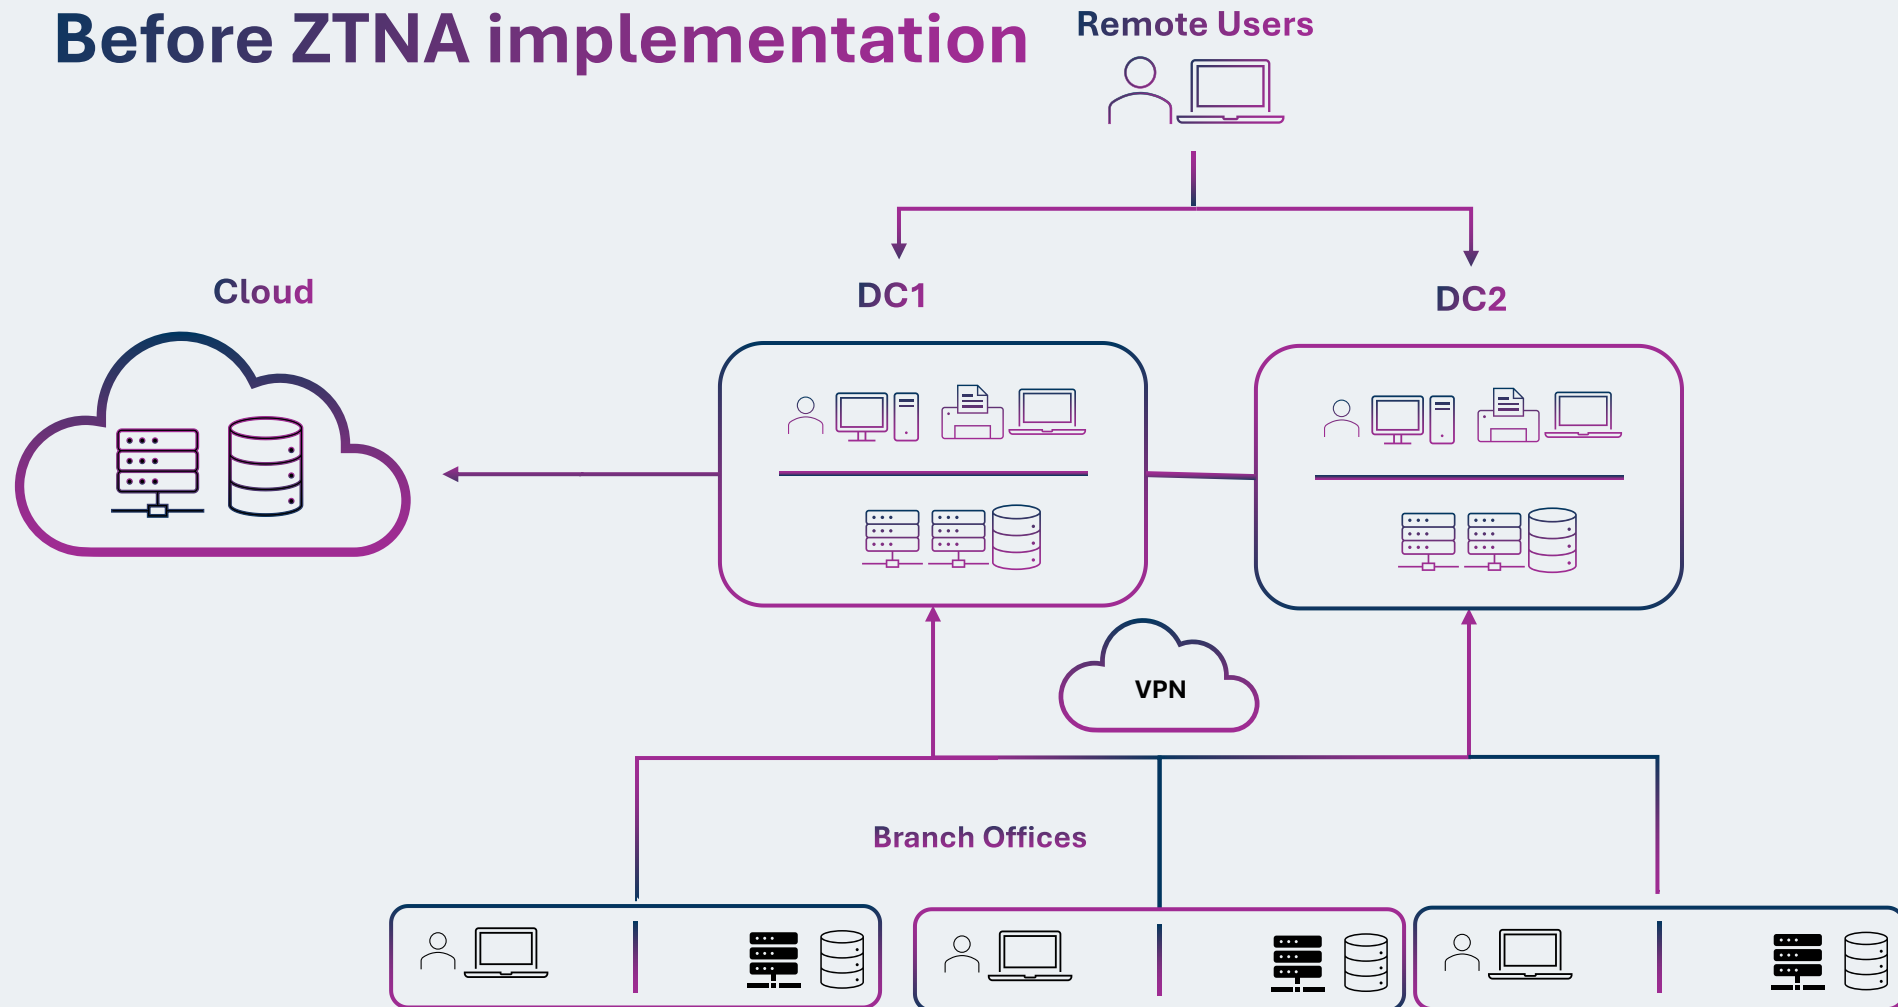 Before ZTNA implementation
Remote Users
Cloud
DC1
DC2
VPN
Branch Offices